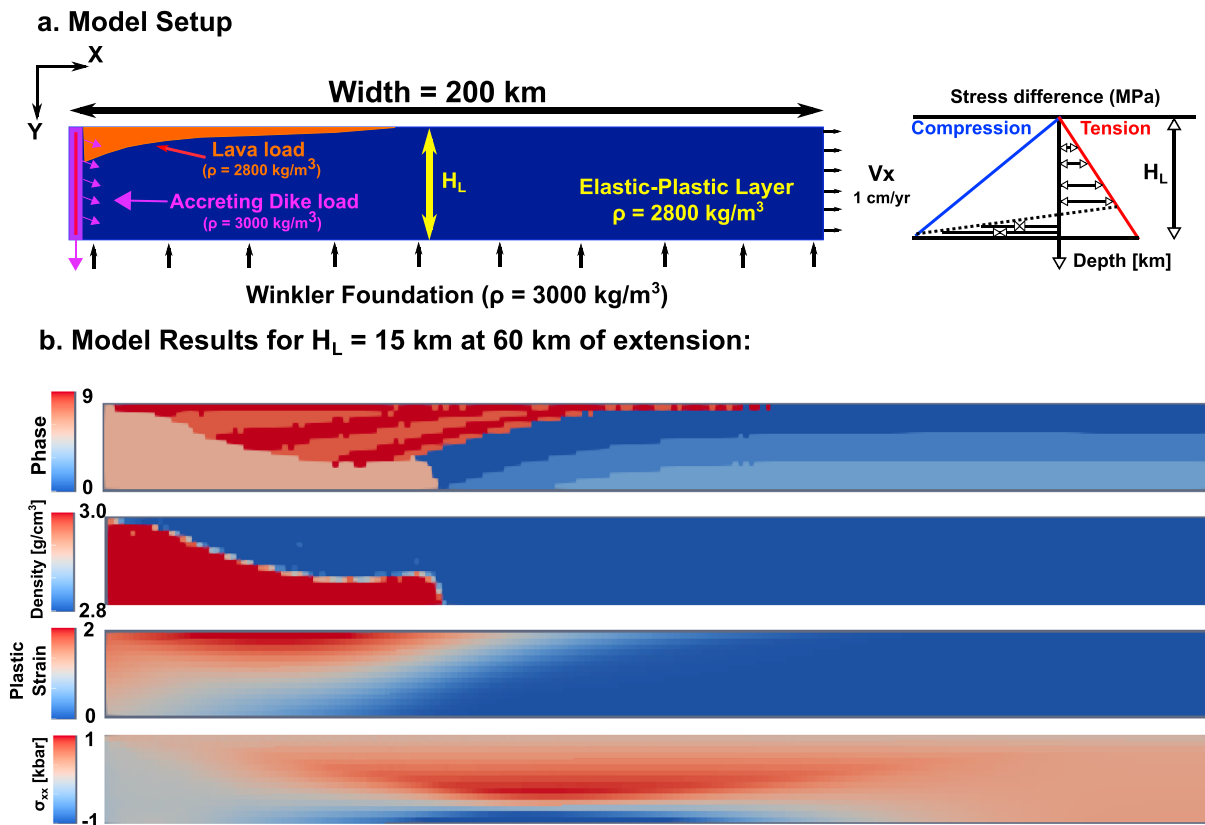 a. Model Setup
X
Y
Width = 200 km
Lava load
(ρ = 2800 kg/m³)
Accreting Dike load
(ρ = 3000 kg/m³)
H_L
Elastic-Plastic Layer
ρ = 2800 kg/m³
Vx
1 cm/yr
Winkler Foundation (ρ = 3000 kg/m³)
Stress difference (MPa)
Compression
Tension
H_L
Depth [km]
b. Model Results for H_L = 15 km at 60 km of extension:
Phase
9
0
Density [g/cm³]
3.0
2.8
Plastic
Strain
2
0
σxx [kbar]
1
-1